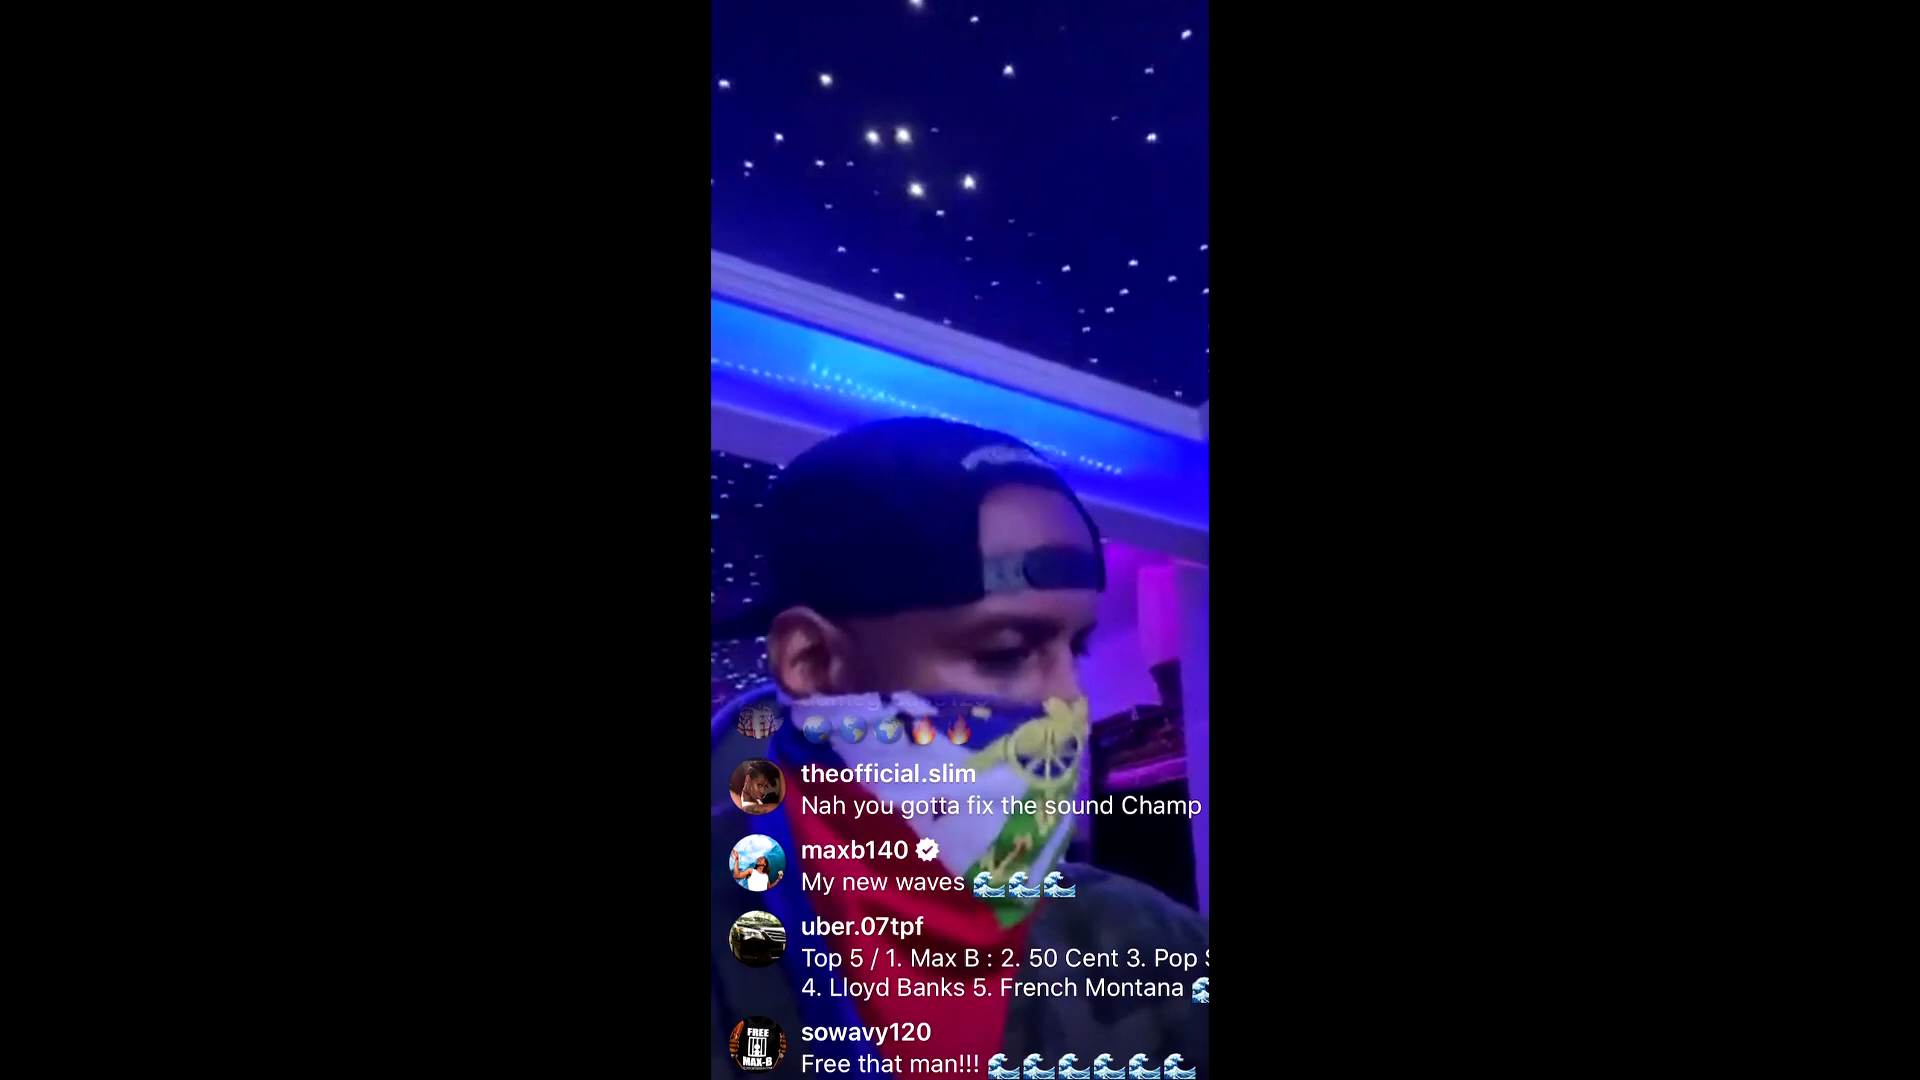 theofficial.slim
Nah you gotta fix the sound Champ
maxb140
My new waves 🌊🌊🌊
uber.07tpf
Top 5 / 1. Max B : 2. 50 Cent 3. Pop
4. Lloyd Banks 5. French Montana 🌊
FREE
MAX-B
sowavy120
Free that man!!! 🌊🌊🌊🌊🌊🌊